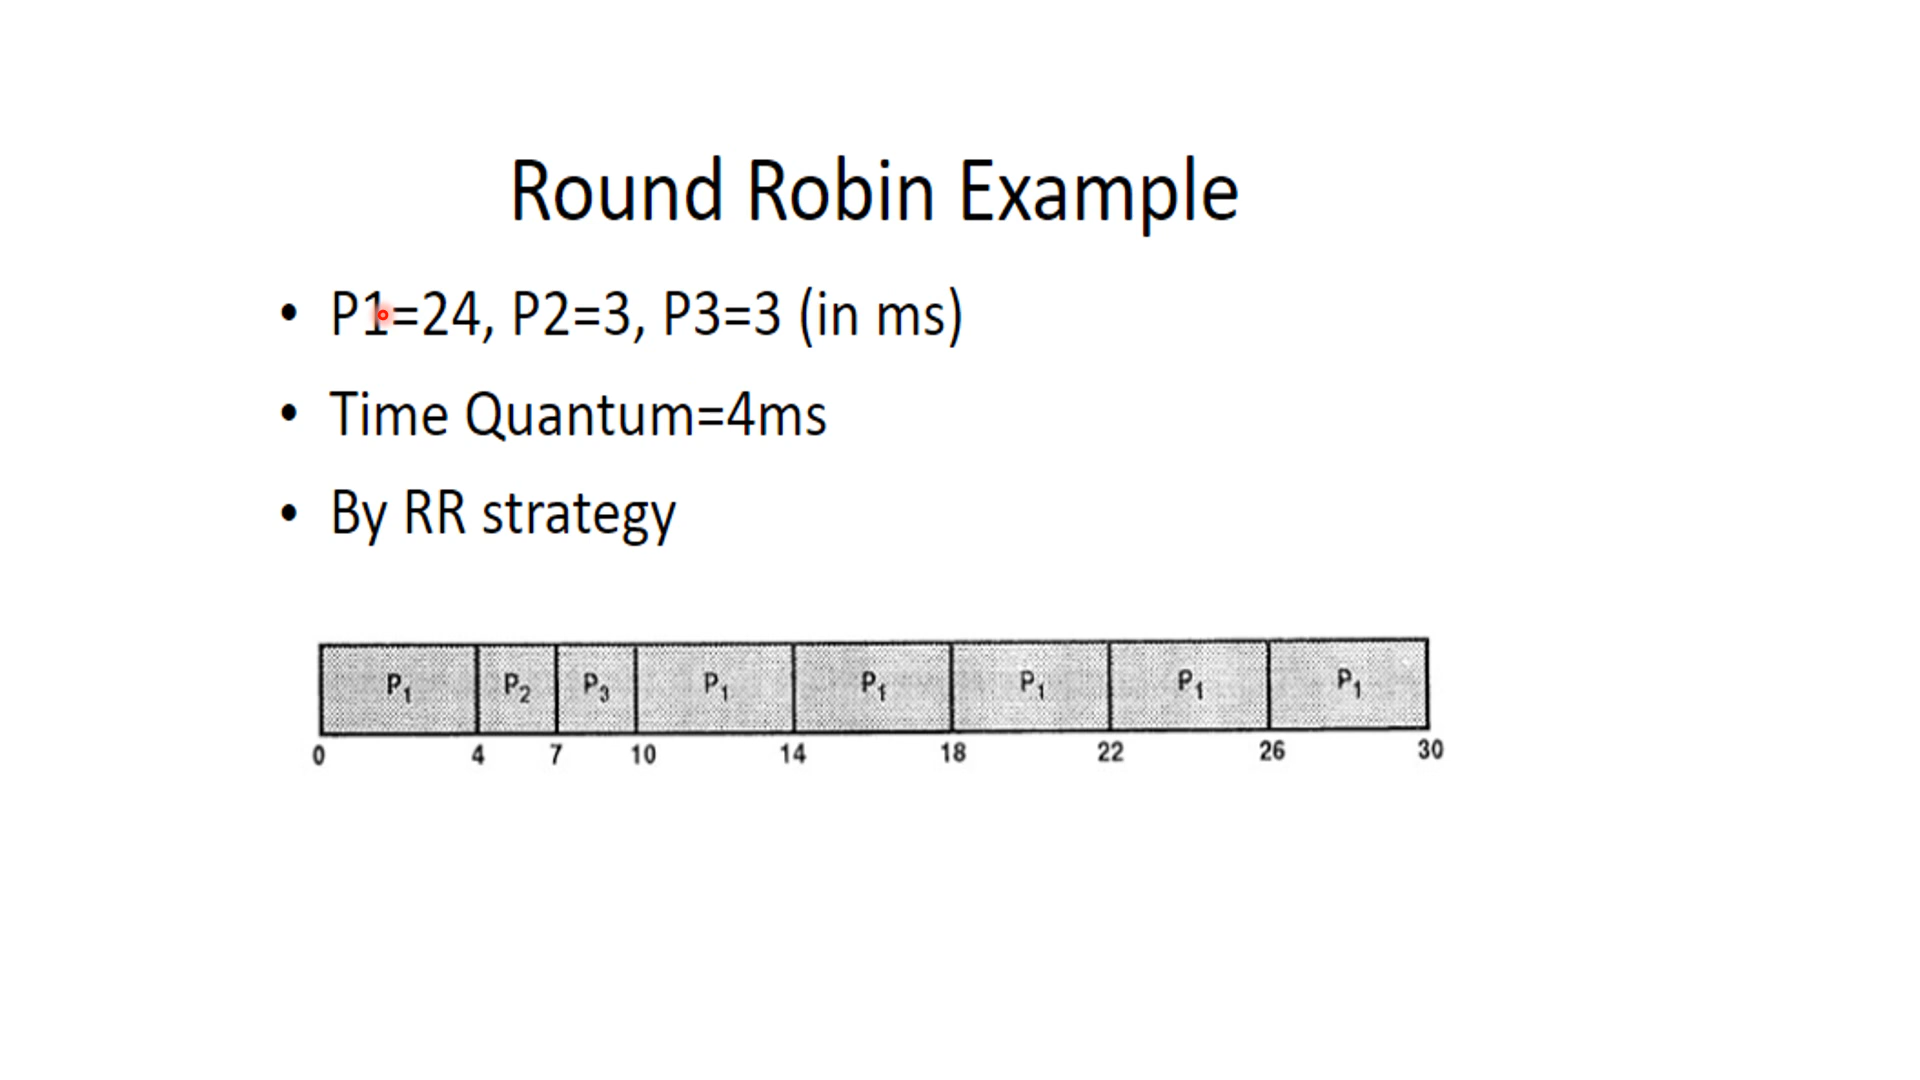 Round Robin Example
• P1=24, P2=3, P3=3 (in ms)
• Time Quantum=4ms
• By RR strategy
P1 P2 P3 P1 P1 P1 P1 P1
0 4 7 10 14 18 22 26 30